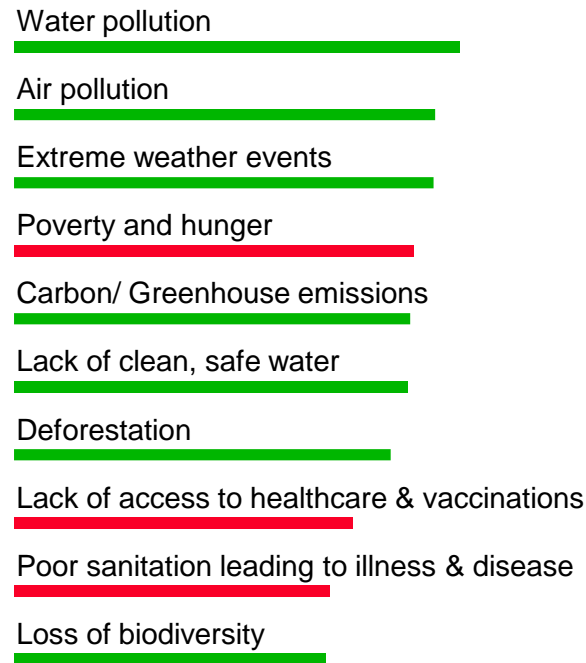 Water pollution
Air pollution
Extreme weather events
Poverty and hunger
Carbon/ Greenhouse emissions
Lack of clean, safe water
Deforestation
Lack of access to healthcare & vaccinations
Poor sanitation leading to illness & disease
Loss of biodiversity